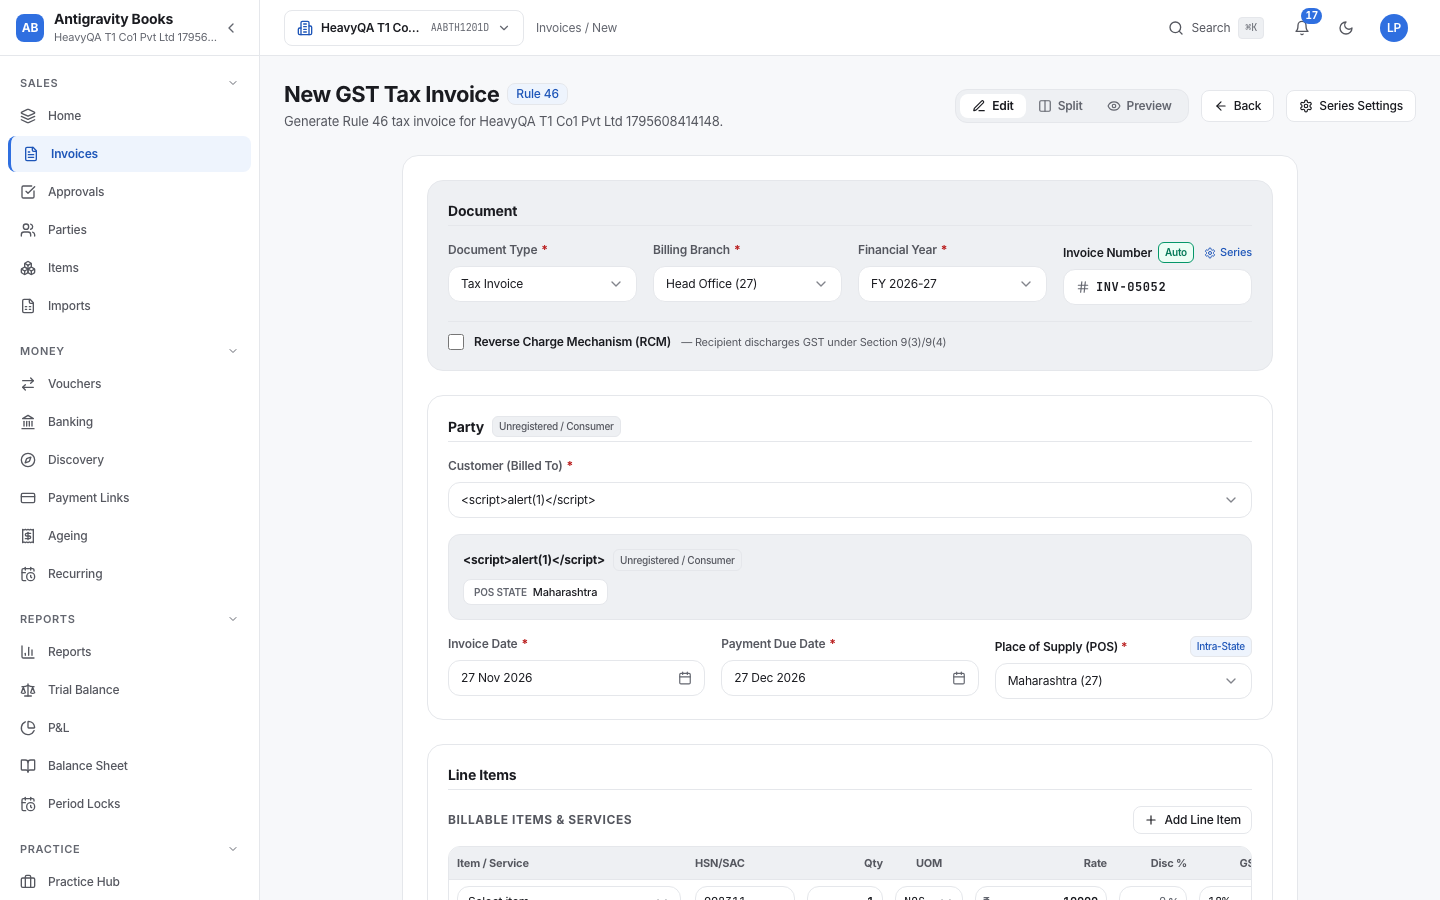 AB
Antigravity Books
HeavyQA T1 Co1 Pvt Ltd 17956...
HeavyQA T1 Co... AABTH1201D
Invoices / New
Search ⌘K
17
LP
SALES
Home
Invoices
Approvals
Parties
Items
Imports
MONEY
Vouchers
Banking
Discovery
Payment Links
Ageing
Recurring
REPORTS
Reports
Trial Balance
P&L
Balance Sheet
Period Locks
PRACTICE
Practice Hub
New GST Tax Invoice Rule 46
Generate Rule 46 tax invoice for HeavyQA T1 Co1 Pvt Ltd 1795608414148.
Edit Split Preview
Back
Series Settings
Document
Document Type * Billing Branch * Financial Year * Invoice Number Auto Series
Tax Invoice Head Office (27) FY 2026-27 # INV-05052
Reverse Charge Mechanism (RCM) — Recipient discharges GST under Section 9(3)/9(4)
Party Unregistered / Consumer
Customer (Billed To) *
<script>alert(1)</script>
<script>alert(1)</script> Unregistered / Consumer
POS STATE Maharashtra
Invoice Date * Payment Due Date * Place of Supply (POS) * Intra-State
27 Nov 2026 27 Dec 2026 Maharashtra (27)
Line Items
BILLABLE ITEMS & SERVICES
Add Line Item
Item / Service HSN/SAC Qty UOM Rate Disc % GS